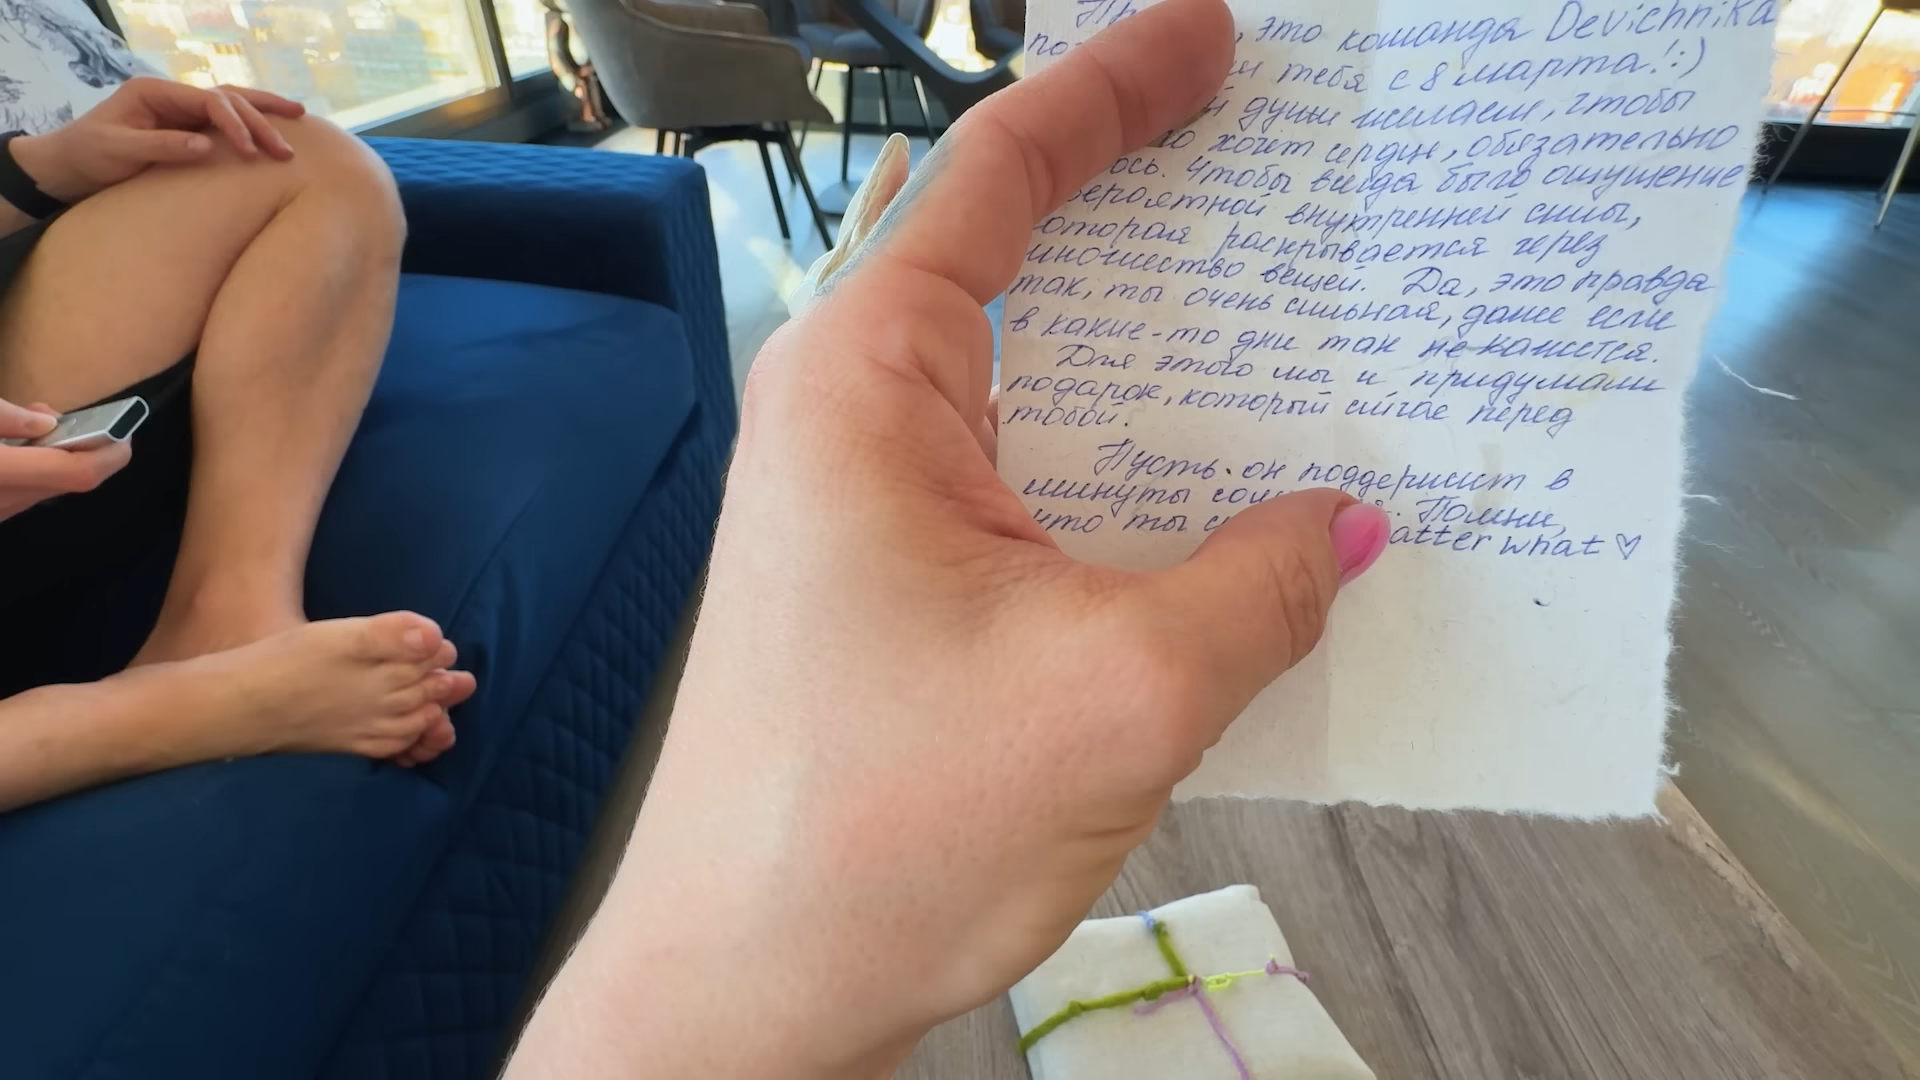 это команда Devichnika
тебя с 8 марта! :)
души желаем, чтобы
хочет сердце, обязательно
Чтобы всегда было ощущение
внутренней силы,
которая раскрывается через
множество вещей. Да, это правда
так, ты очень сильная, даже если
в какие-то дни так не кажется.
Для этого мы и придумали
подарок, который сейчас перед
тобой.
Пусть он поддержит в
минуты Помни,
что ты what ♡